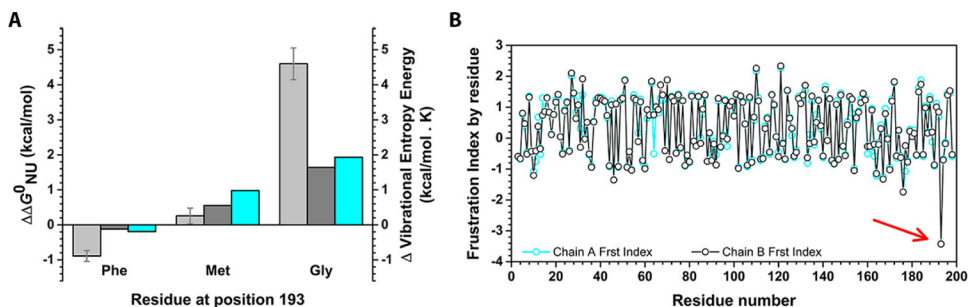 A
ΔΔG⁰NU (kcal/mol)
5
4
3
2
1
0
-1
Phe
Met
Gly
Residue at position 193
5
4
3
2
1
0
-1
Δ Vibrational Entropy Energy
(kcal/mol . K)
B
Frustration Index by residue
3
2
1
0
-1
-2
-3
-4
Chain A Frst Index
Chain B Frst Index
0 20 40 60 80 100 120 140 160 180 200
Residue number